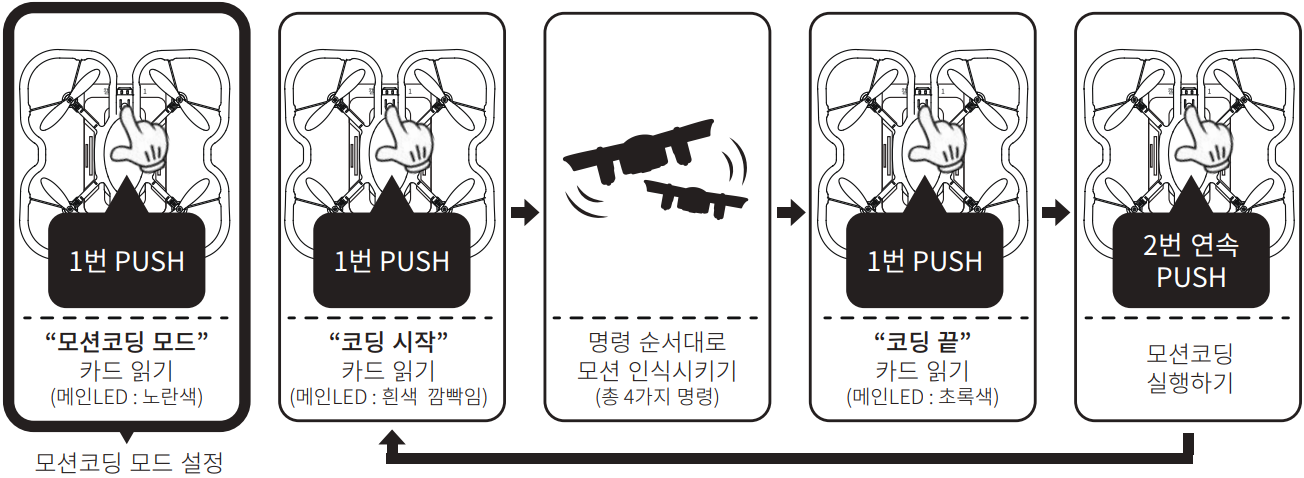 1번 PUSH
“모션코딩 모드”
카드 읽기
(메인LED : 노란색)
모션코딩 모드 설정
1번 PUSH
“코딩 시작”
카드 읽기
(메인LED : 흰색 깜빡임)
명령 순서대로
모션 인식시키기
(총 4가지 명령)
1번 PUSH
“코딩 끝”
카드 읽기
(메인LED : 초록색)
2번 연속
PUSH
모션코딩
실행하기